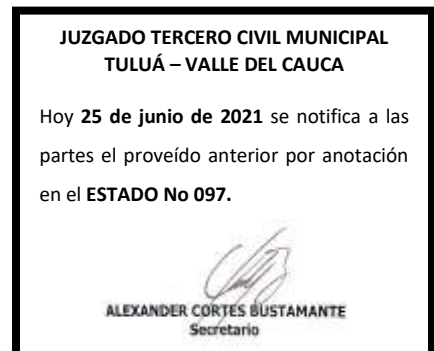 JUZGADO TERCERO CIVIL MUNICIPAL
TULUÁ – VALLE DEL CAUCA
Hoy 25 de junio de 2021 se notifica a las
partes el proveído anterior por anotación
en el ESTADO No 097.
ALEXANDER CORTES BUSTAMANTE
Secretario